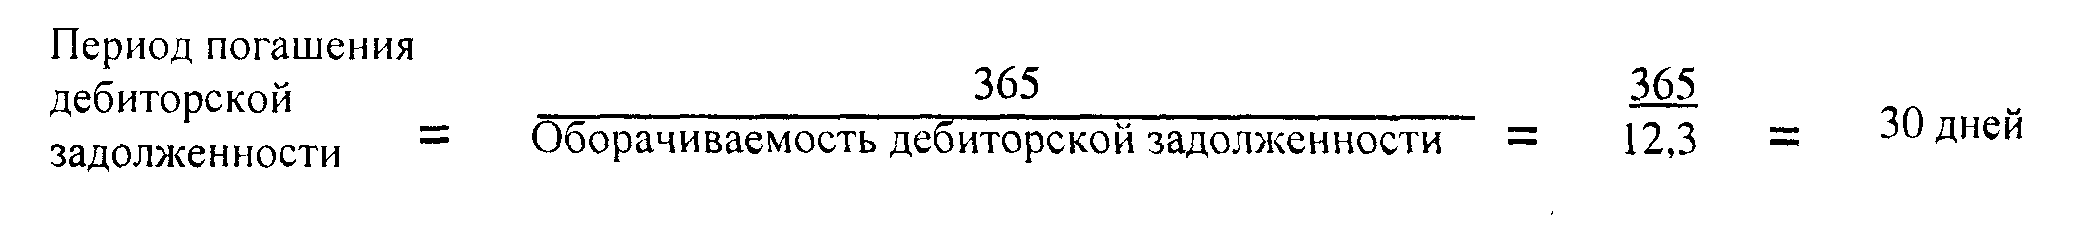 Период погашения
дебиторской
задолженности
=
365
Оборачиваемость дебиторской задолженности
=
365
12,3
=
30 дней